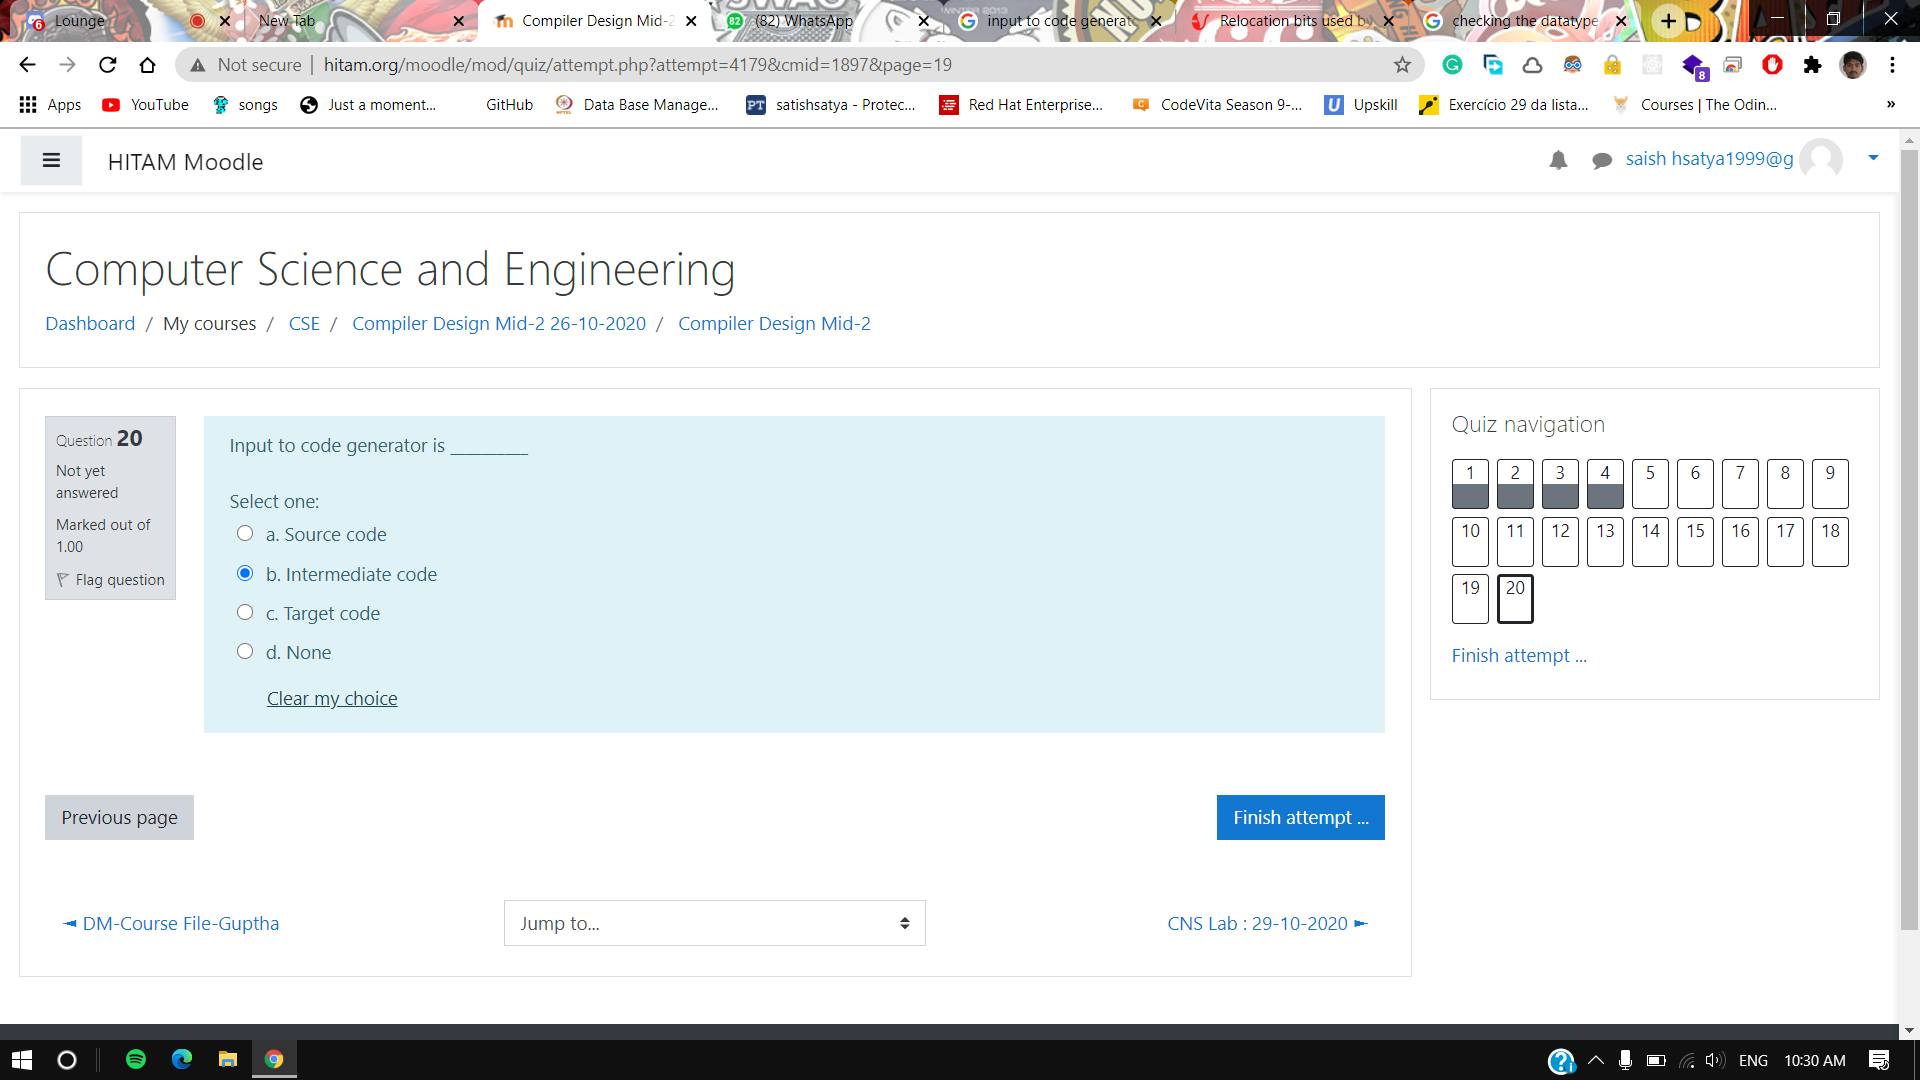 Lounge
New Tab
Compiler Design Mid-2
(82) WhatsApp
input to code generato
Relocation bits used by
checking the datatype
Not secure | hitam.org/moodle/mod/quiz/attempt.php?attempt=4179&cmid=1897&page=19
8
Apps YouTube songs Just a moment... GitHub Data Base Manage... PT satishsatya - Protec... Red Hat Enterprise... CodeVita Season 9-... U Upskill Exercício 29 da lista... Courses | The Odin... »
HITAM Moodle
saish hsatya1999@g
Computer Science and Engineering
Dashboard / My courses / CSE / Compiler Design Mid-2 26-10-2020 / Compiler Design Mid-2
Question 20
Not yet
answered
Marked out of
1.00
Flag question
Input to code generator is ________
Select one:
a. Source code
b. Intermediate code
c. Target code
d. None
Clear my choice
Quiz navigation
1 2 3 4 5 6 7 8 9
10 11 12 13 14 15 16 17 18
19 20
Finish attempt ...
Previous page
Finish attempt ...
◄ DM-Course File-Guptha
Jump to...
CNS Lab : 29-10-2020 ►
ENG 10:30 AM